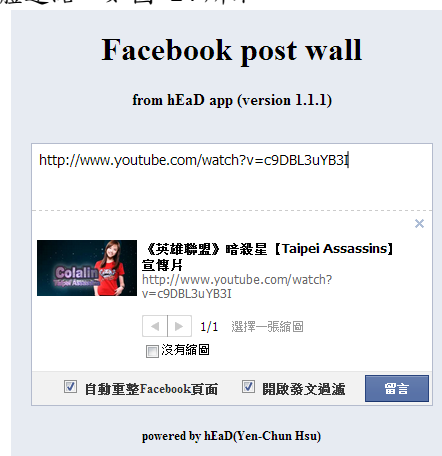 Facebook post wall
from hEaD app (version 1.1.1)
http://www.youtube.com/watch?v=c9DBL3uYB3I
《英雄聯盟》暗殺星【Taipei Assassins】
宣傳片
http://www.youtube.com/watch?
v=c9DBL3uYB3I
Colalin
Taipei Assassins
1/1 選擇一張縮圖
沒有縮圖
自動重整Facebook頁面 開啟發文過濾 留言
powered by hEaD(Yen-Chun Hsu)